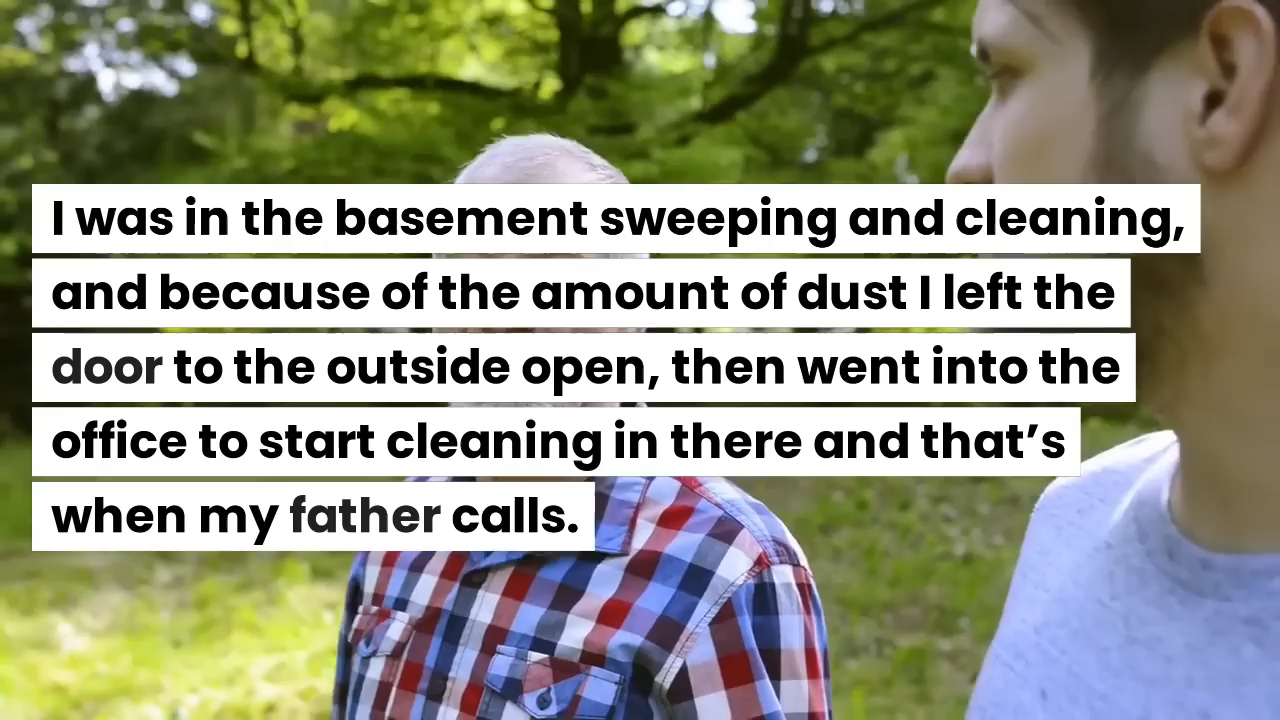 I was in the basement sweeping and cleaning,
and because of the amount of dust I left the
door to the outside open, then went into the
office to start cleaning in there and that’s
when my father calls.